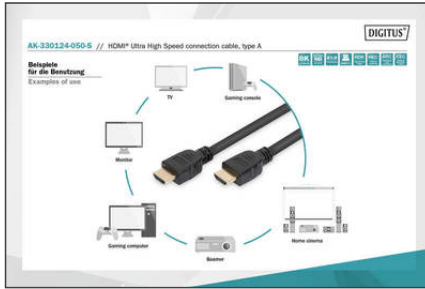 DIGITUS®
AK-330124-050-S // HDMI® Ultra High Speed connection cable, type A
8K
Beispiele
für die Benutzung
Examples of use
TV
Gaming console
Monitor
Home cinema
Gaming computer
Beamer